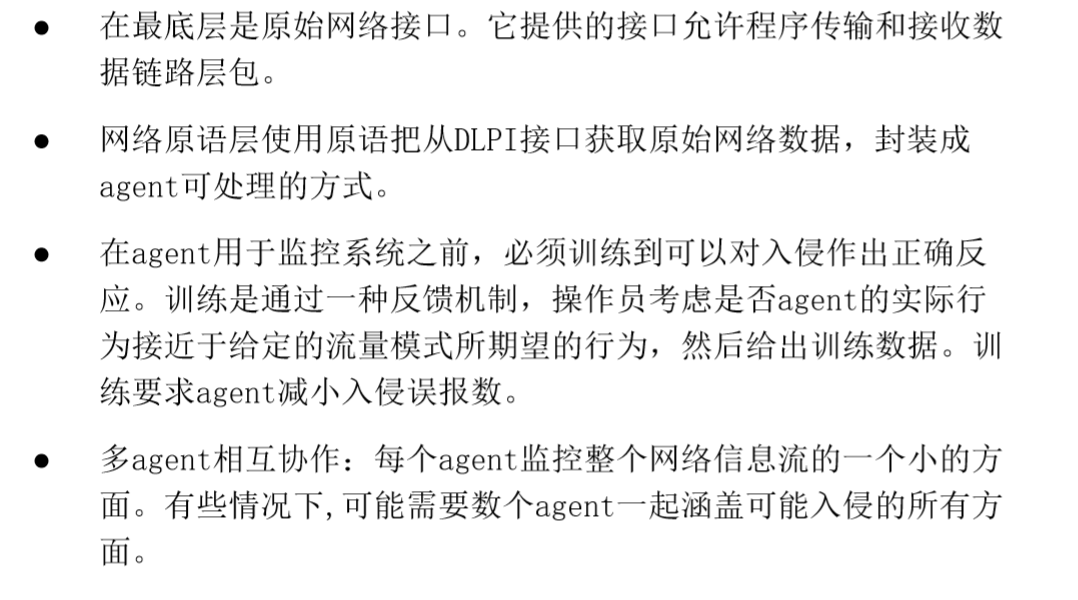 ● 在最底层是原始网络接口。它提供的接口允许程序传输和接收数
据链路层包。
● 网络原语层使用原语把从DLPI接口获取原始网络数据，封装成
agent可处理的方式。
● 在agent用于监控系统之前，必须训练到可以对入侵作出正确反
应。训练是通过一种反馈机制，操作员考虑是否agent的实际行
为接近于给定的流量模式所期望的行为，然后给出训练数据。训
练要求agent减小入侵误报数。
● 多agent相互协作：每个agent监控整个网络信息流的一个小的方
面。有些情况下,可能需要数个agent一起涵盖可能入侵的所有方
面。